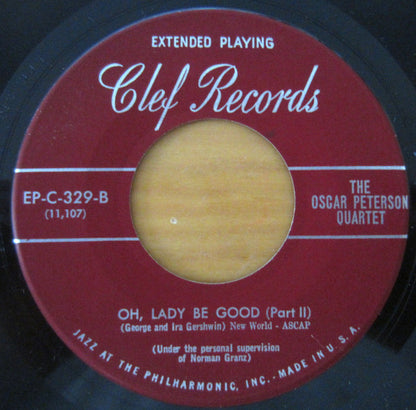 EXTENDED PLAYING
Clef Records
EP-C-329-B
(11,107)
THE
OSCAR PETERSON
QUARTET
OH, LADY BE GOOD (Part II)
(George and Ira Gershwin) New World - ASCAP
(Under the personal supervision
of Norman Granz)
JAZZ AT THE PHILHARMONIC, INC. - MADE IN U.S.A.